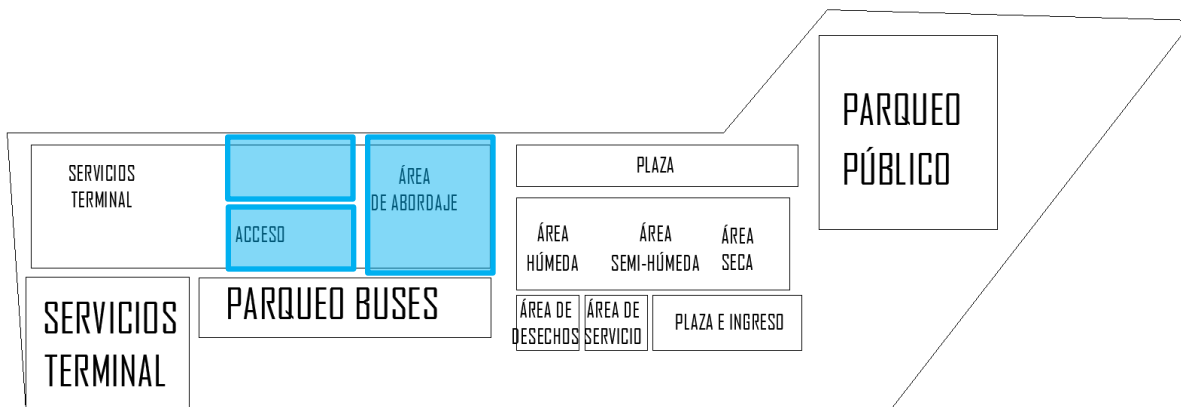 SERVICIOS
TERMINAL
ACCESO
ÁREA
DE ABORDAJE
PLAZA
PARQUEO
PÚBLICO
ÁREA
HÚMEDA
ÁREA
SEMI-HÚMEDA
ÁREA
SECA
SERVICIOS
TERMINAL
PARQUEO BUSES
ÁREA DE
DESECHOS
ÁREA DE
SERVICIO
PLAZA E INGRESO